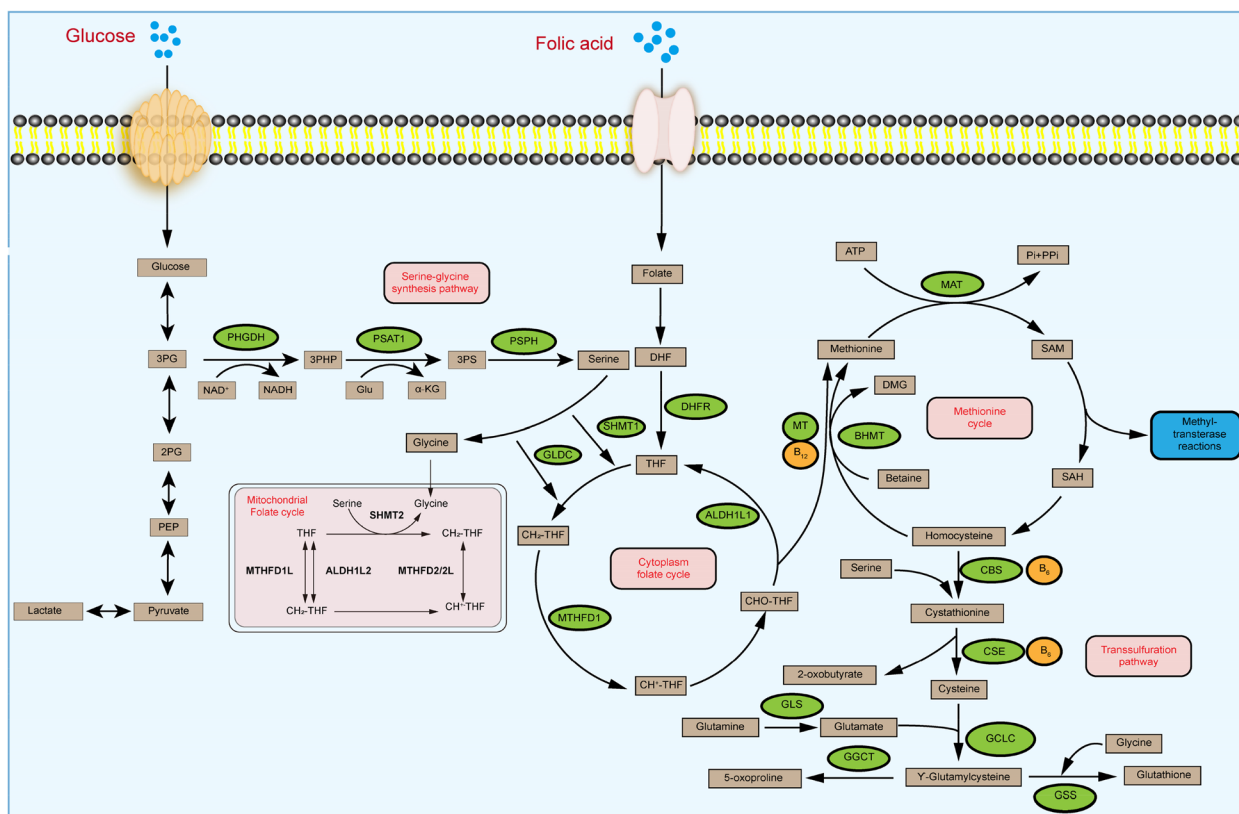 Glucose
Folic acid
Glucose
Serine-glycine
synthesis pathway
Folate
ATP
Pi+PPi
MAT
PHGDH
PSAT1
PSPH
3PG
3PHP
3PS
Serine
DHF
Methionine
SAM
NAD⁺
NADH
Glu
α-KG
DMG
DHFR
SHMT1
MT
B₁₂
BHMT
Methionine
cycle
Methyl-
transterase
reactions
Glycine
GLDC
THF
2PG
Betaine
SAH
Mitochondrial
Folate cycle
Serine
Glycine
SHMT2
THF
CH₂-THF
MTHFD1L
ALDH1L2
MTHFD2/2L
CH₂-THF
CH⁺-THF
PEP
CH₂-THF
ALDH1L1
Homocysteine
Cytoplasm
folate cycle
Serine
CBS
B₆
Lactate
Pyruvate
MTHFD1
CHO-THF
Cystathionine
CSE
B₆
Transsulfuration
pathway
2-oxobutyrate
CH⁺-THF
Cysteine
GLS
Glutamine
Glutamate
GCLC
GGCT
Glycine
5-oxoproline
Ƴ-Glutamylcysteine
Glutathione
GSS